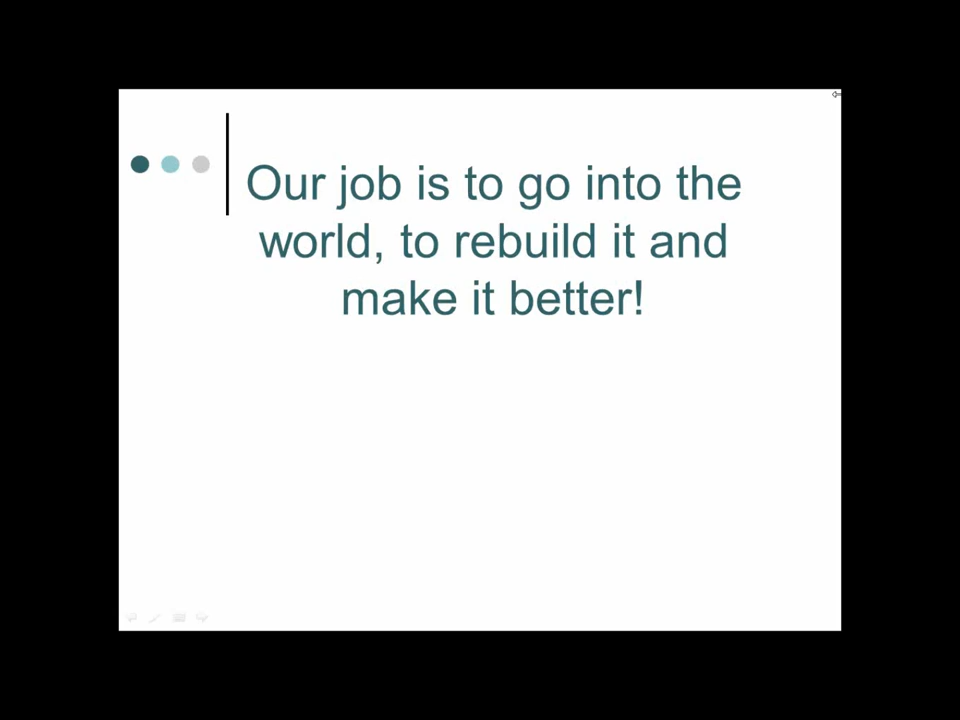 Our job is to go into the
world, to rebuild it and
make it better!